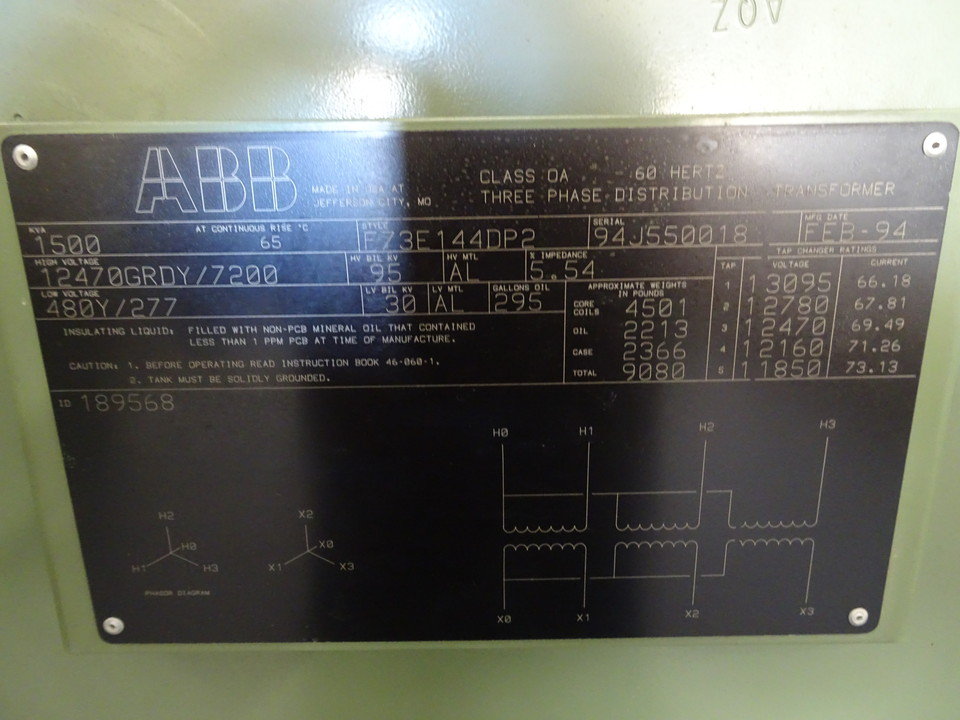 ABB
MADE IN USA AT
JEFFERSON CITY, MO
CLASS OA 60 HERTZ
THREE PHASE DISTRIBUTION TRANSFORMER
KVA
1500
AT CONTINUOUS RISE °C
65
STYLE
F73E144DP2
SERIAL
94J550018
MFG DATE
FEB-94
HIGH VOLTAGE
12470GRDY/7200
HV BIL KV
95
HV MTL
AL
% IMPEDANCE
5.54
LOW VOLTAGE
480Y/277
LV BIL KV
30
LV MTL
AL
GALLONS OIL
295
APPROXIMATE WEIGHTS
IN POUNDS
CORE COILS 4501
OIL 2213
CASE 2366
TOTAL 9080
TAP CHANGER RATINGS
TAP VOLTAGE CURRENT
1 13095 66.18
2 12780 67.81
3 12470 69.49
4 12160 71.26
5 11850 73.13
INSULATING LIQUID: FILLED WITH NON-PCB MINERAL OIL THAT CONTAINED
LESS THAN 1 PPM PCB AT TIME OF MANUFACTURE.
CAUTION: 1. BEFORE OPERATING READ INSTRUCTION BOOK 46-060-1.
2. TANK MUST BE SOLIDLY GROUNDED.
ID 189568
H0 H1 H2 H3
H2
H0
H1 H3
X2
X0
X1 X3
PHASOR DIAGRAM
X0 X1 X2 X3